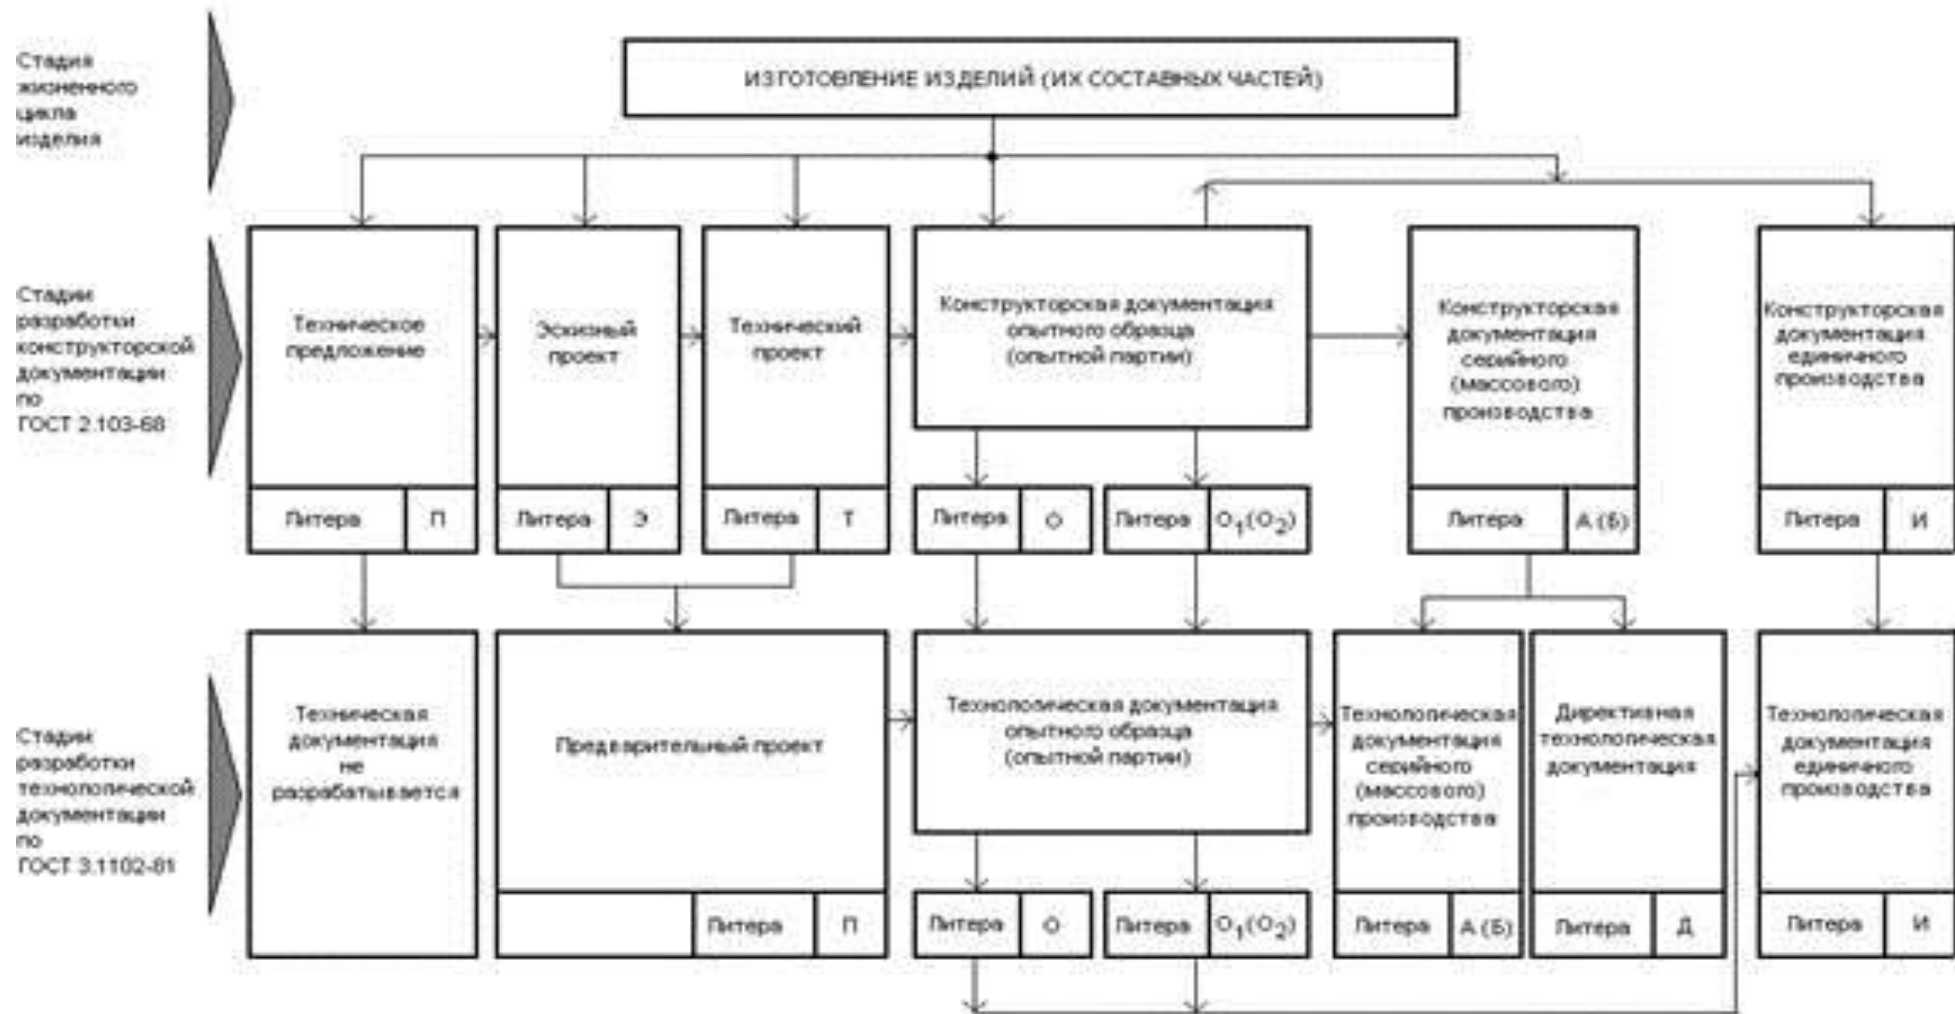 Стадия
жизненного
цикла
изделия
ИЗГОТОВЛЕНИЕ ИЗДЕЛИЙ (ИХ СОСТАВНЫХ ЧАСТЕЙ)
Стадии
разработки
конструкторской
документации
по
ГОСТ 2.103-68
Техническое
предложение
Литера П
Эскизный
проект
Литера Э
Технический
проект
Литера Т
Конструкторская документация
опытного образца
(опытной партии)
Литера О
Литера О1(О2)
Конструкторская
документация
серийного
(массового)
производства
Литера А (Б)
Конструкторская
документация
единичного
производства
Литера И
Стадии
разработки
технологической
документации
по
ГОСТ 3.1102-81
Техническая
документация
не
разрабатывается
Предварительный проект
Литера П
Технологическая документация
опытного образца
(опытной партии)
Литера О
Литера О1(О2)
Технологическая
документация
серийного
(массового)
производства
Литера А (Б)
Директивная
технологическая
документация
Литера Д
Технологическая
документация
единичного
производства
Литера И